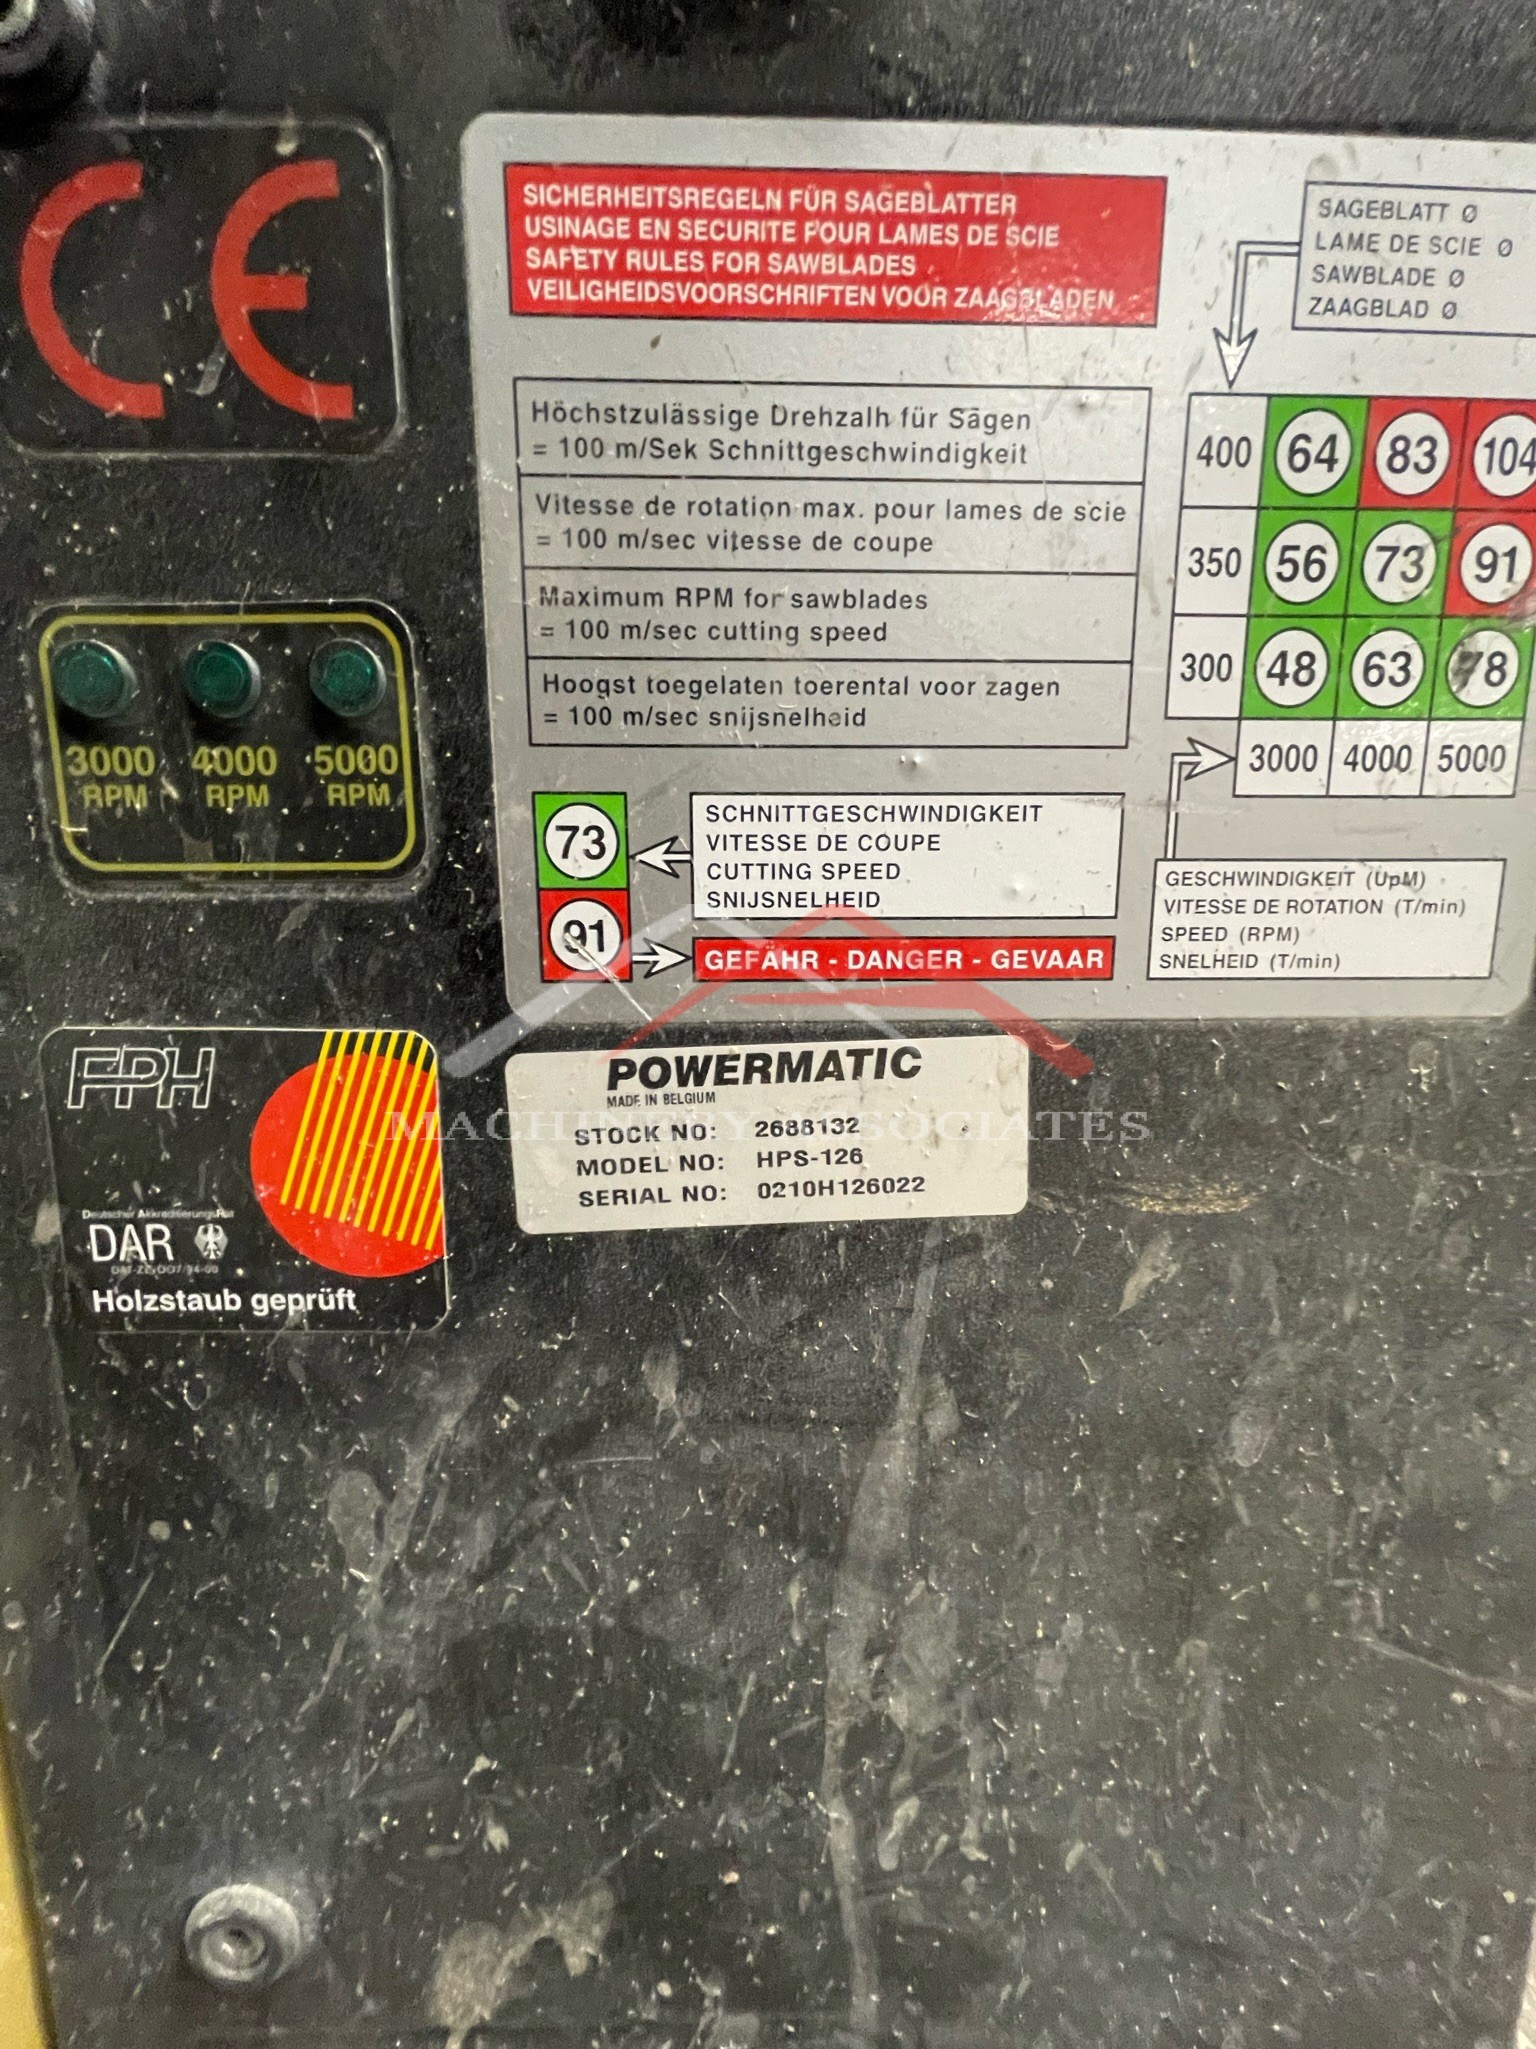 CE
SICHERHEITSREGELN FÜR SAGEBLATTER
USINAGE EN SECURITE POUR LAMES DE SCIE
SAFETY RULES FOR SAWBLADES
VEILIGHEIDSVOORSCHRIFTEN VOOR ZAAGBLADEN
SAGEBLATT Ø
LAME DE SCIE Ø
SAWBLADE Ø
ZAAGBLAD Ø
Höchstzulässige Drehzalh für Sägen
= 100 m/Sek Schnittgeschwindigkeit
Vitesse de rotation max. pour lames de scie
= 100 m/sec vitesse de coupe
Maximum RPM for sawblades
= 100 m/sec cutting speed
Hoogst toegelaten toerental voor zagen
= 100 m/sec snijsnelheid
400 64 83 104
350 56 73 91
300 48 63 78
3000 4000 5000
3000 4000 5000
RPM RPM RPM
73
SCHNITTGESCHWINDIGKEIT
VITESSE DE COUPE
CUTTING SPEED
SNIJSNELHEID
91
GEFÄHR - DANGER - GEVAAR
GESCHWINDIGKEIT (UpM)
VITESSE DE ROTATION (T/min)
SPEED (RPM)
SNELHEID (T/min)
FPH
Deutscher AkkreditierungsRat
DAR
Holzstaub geprüft
POWERMATIC
MADE IN BELGIUM
STOCK NO: 2688132
MODEL NO: HPS-126
SERIAL NO: 0210H126022
MACHINERY ASSOCIATES